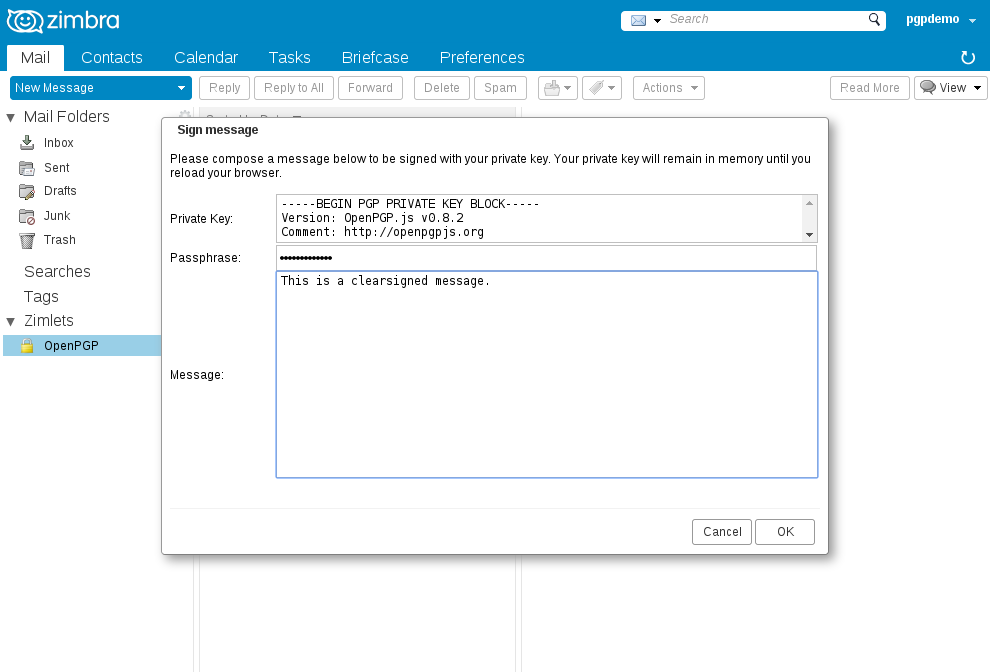 zimbra
Search
pgpdemo
Mail
Contacts
Calendar
Tasks
Briefcase
Preferences
New Message
Reply
Reply to All
Forward
Delete
Spam
Actions
Read More
View
Mail Folders
Inbox
Sent
Drafts
Junk
Trash
Searches
Tags
Zimlets
OpenPGP
Sign message
Please compose a message below to be signed with your private key. Your private key will remain in memory until you
reload your browser.
Private Key:
-----BEGIN PGP PRIVATE KEY BLOCK-----
Version: OpenPGP.js v0.8.2
Comment: http://openpgpjs.org
Passphrase:
•••••••••••••
This is a clearsigned message.
Message:
Cancel
OK